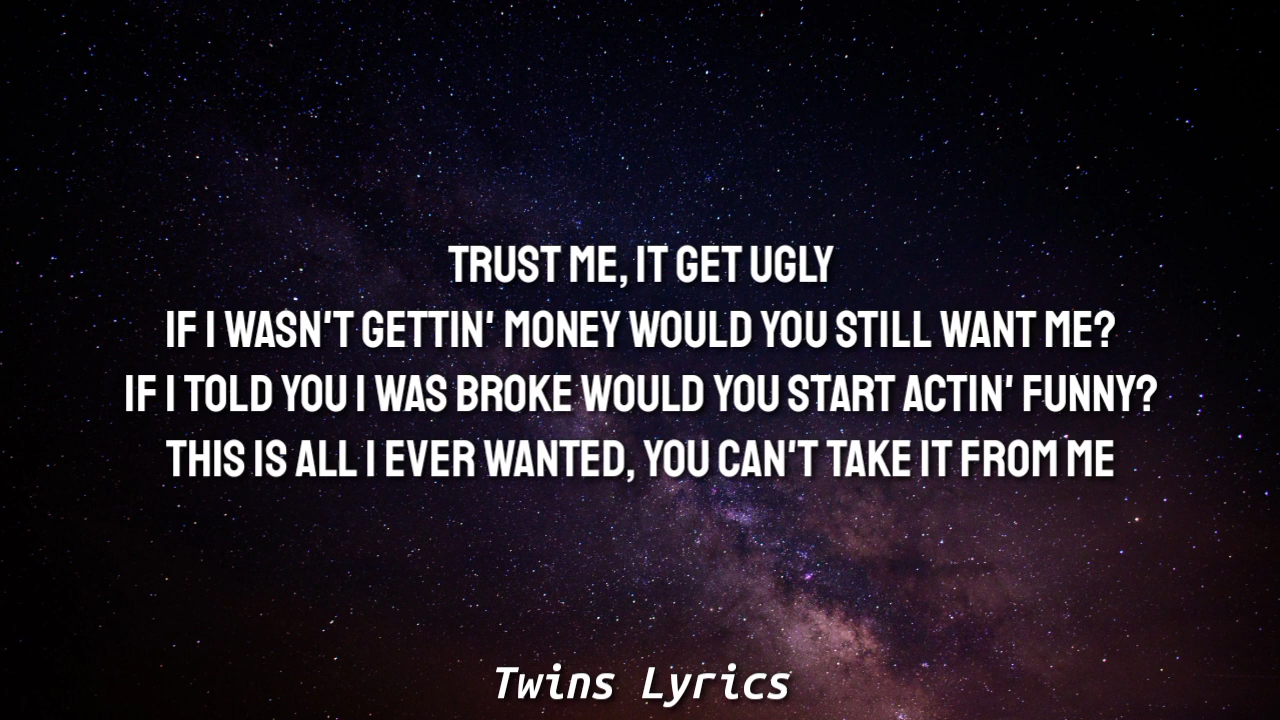 TRUST ME, IT GET UGLY
IF I WASN'T GETTIN' MONEY WOULD YOU STILL WANT ME?
IF I TOLD YOU I WAS BROKE WOULD YOU START ACTIN' FUNNY?
THIS IS ALL I EVER WANTED, YOU CAN'T TAKE IT FROM ME
Twins Lyrics